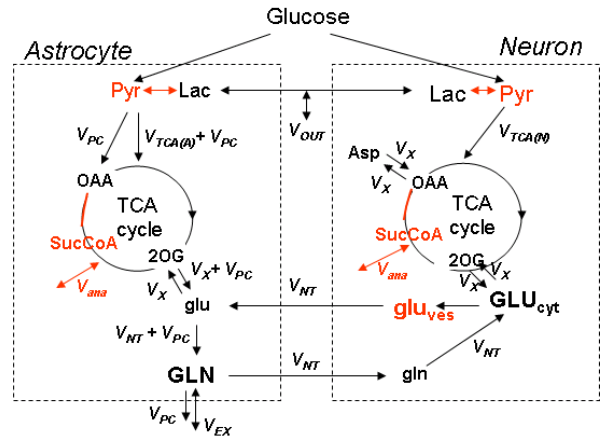 Glucose
Astrocyte
Neuron
Pyr
Lac
Lac
Pyr
V_PC
V_TCA(A) + V_PC
V_OUT
V_TCA(N)
Asp
V_X
V_X
OAA
OAA
TCA
cycle
TCA
cycle
SucCoA
SucCoA
2OG
2OG
V_ana
V_X + V_PC
V_X
V_ana
V_X
V_X
glu
V_NT
glu_ves
GLU_cyt
V_NT + V_PC
V_NT
V_NT
GLN
gln
V_PC
V_EX